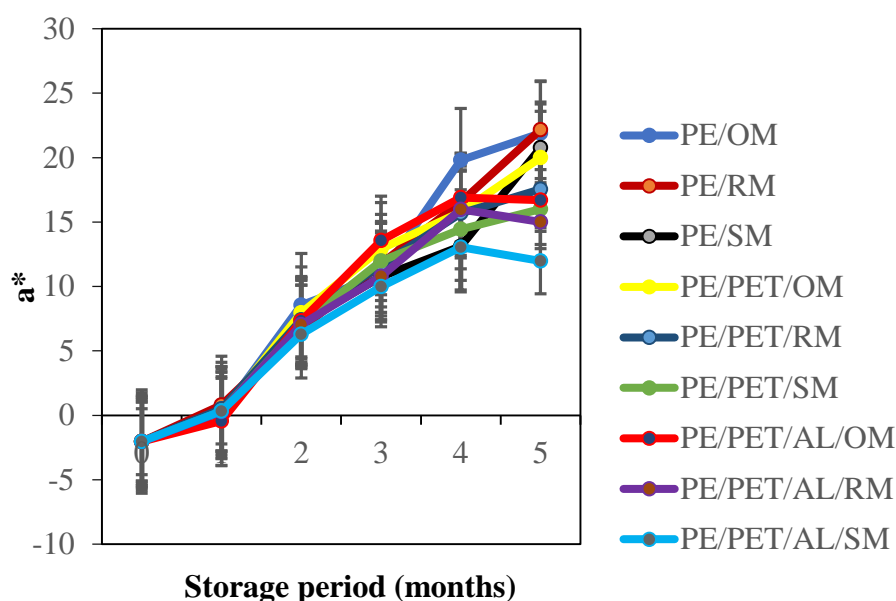 30
25
20
15
10
5
0
-5
-10
a*
0
2
3
4
5
Storage period (months)
PE/OM
PE/RM
PE/SM
PE/PET/OM
PE/PET/RM
PE/PET/SM
PE/PET/AL/OM
PE/PET/AL/RM
PE/PET/AL/SM